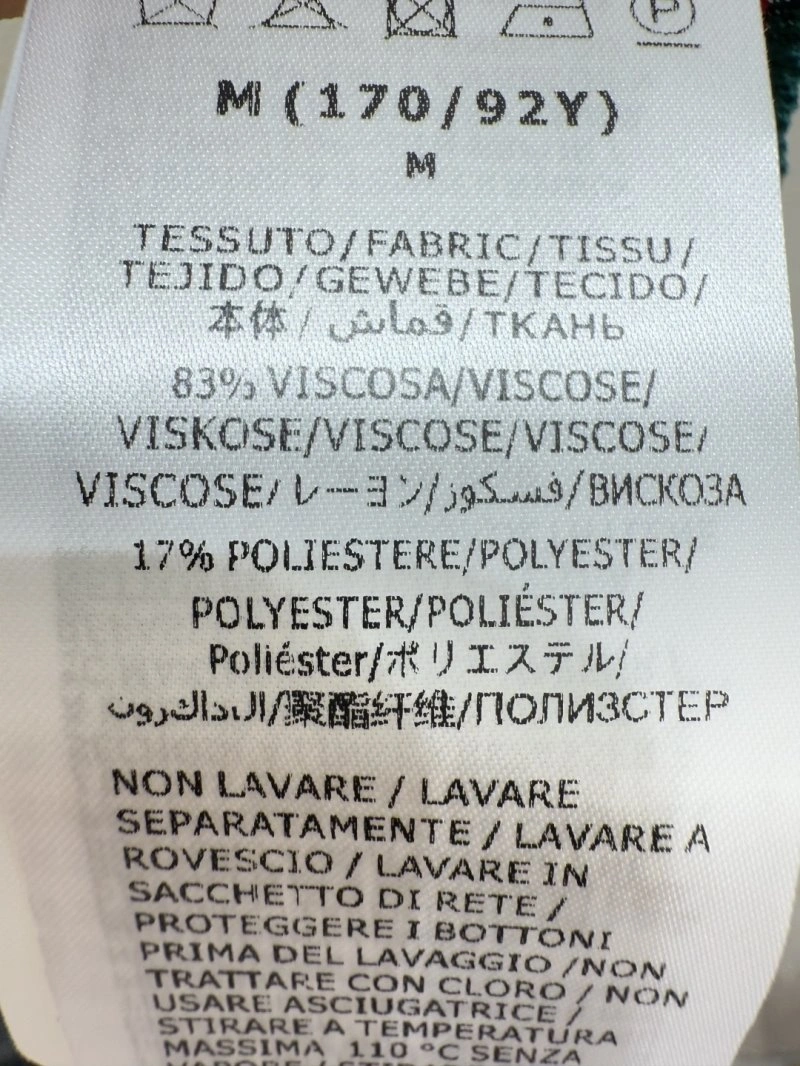 M (170/92Y)
M
TESSUTO/FABRIC/TISSU/
TEJIDO/GEWEBE/TECIDO/
本体/قماش/ТКАНЬ
83% VISCOSA/VISCOSE/
VISKOSE/VISCOSE/VISCOSE/
VISCOSE/レーヨン/فسكوز/ВИСКОЗА
17% POLIESTERE/POLYESTER/
POLYESTER/POLIÉSTER/
Poliéster/ポリエステル/
الداكرون/聚酯纤维/ПОЛИЭСТЕР
NON LAVARE / LAVARE
SEPARATAMENTE / LAVARE A
ROVESCIO / LAVARE IN
SACCHETTO DI RETE /
PROTEGGERE I BOTTONI
PRIMA DEL LAVAGGIO /NON
TRATTARE CON CLORO / NON
USARE ASCIUGATRICE /
STIRARE A TEMPERATURA
MASSIMA 110 °C SENZA